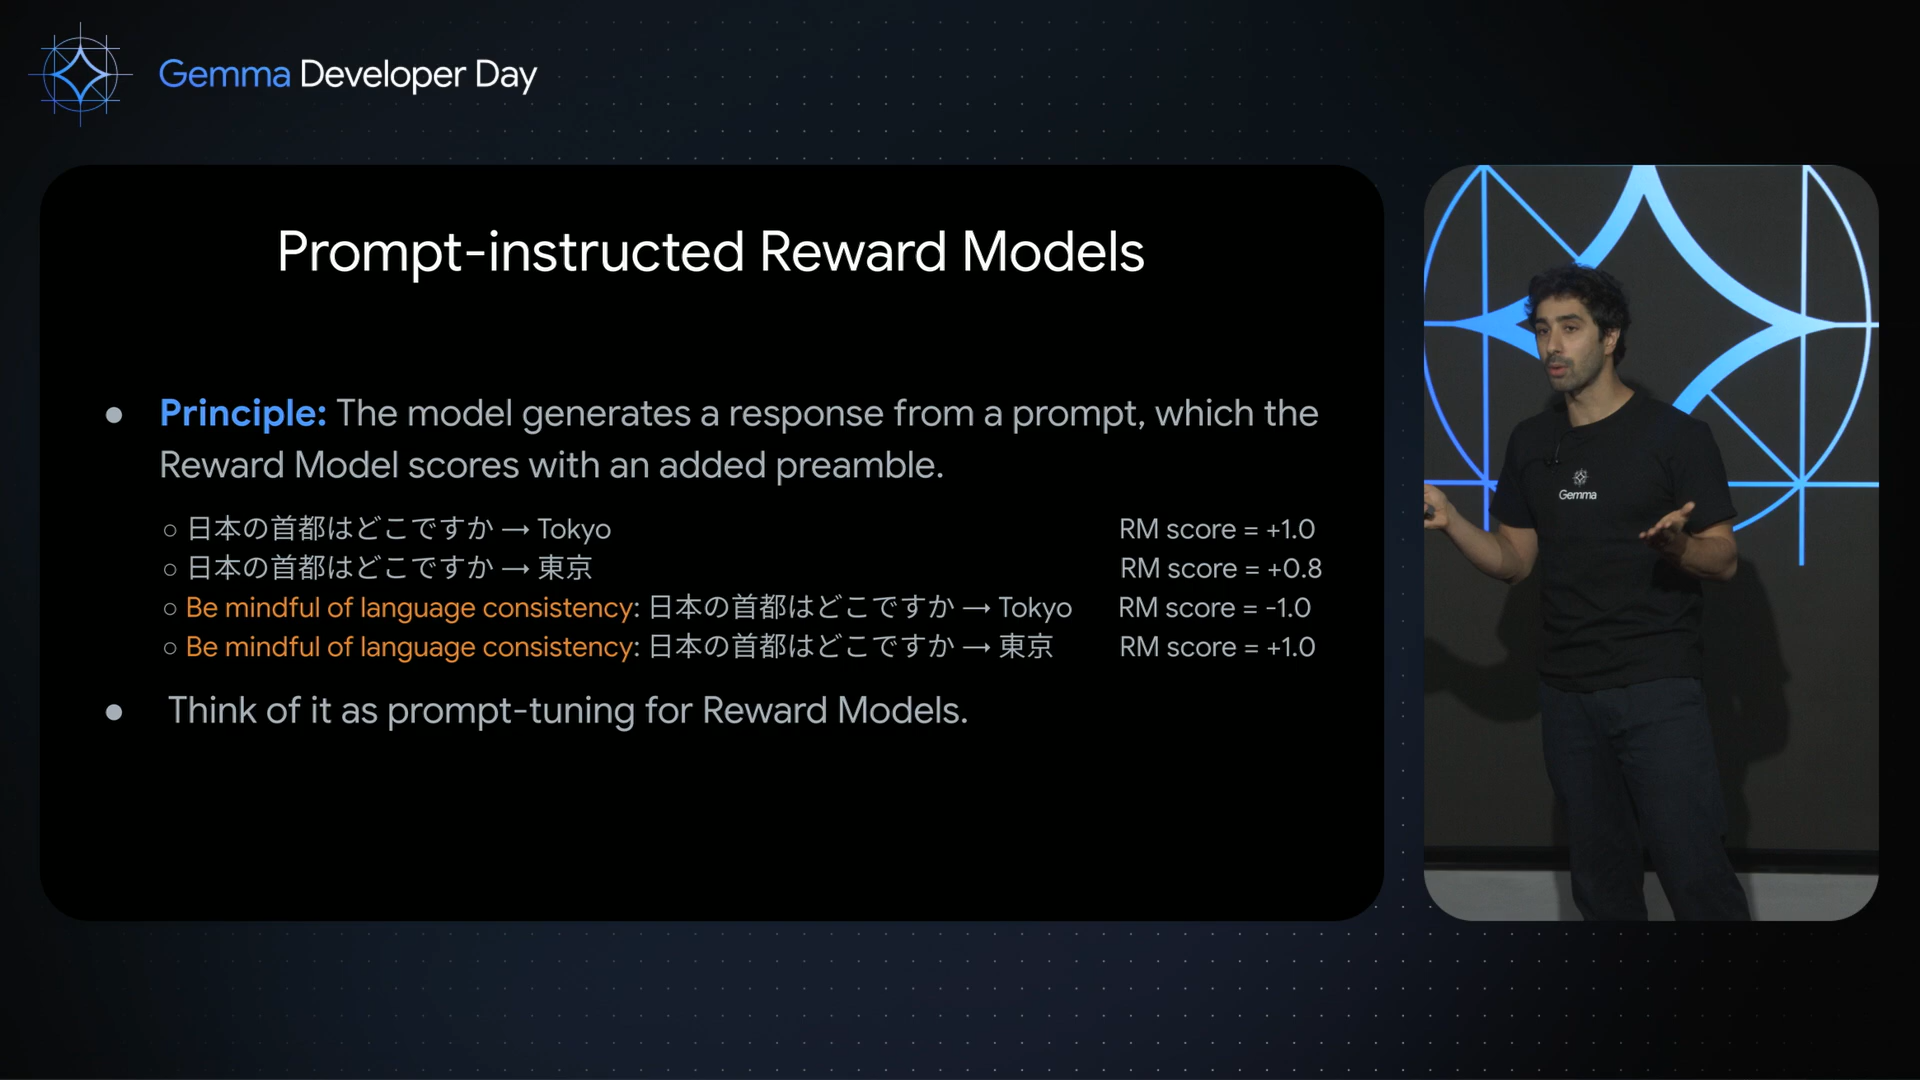 Gemma Developer Day
Prompt-instructed Reward Models
● Principle: The model generates a response from a prompt, which the
Reward Model scores with an added preamble.
○ 日本の首都はどこですか → Tokyo RM score = +1.0
○ 日本の首都はどこですか → 東京 RM score = +0.8
○ Be mindful of language consistency: 日本の首都はどこですか → Tokyo RM score = -1.0
○ Be mindful of language consistency: 日本の首都はどこですか → 東京 RM score = +1.0
● Think of it as prompt-tuning for Reward Models.
Gemma